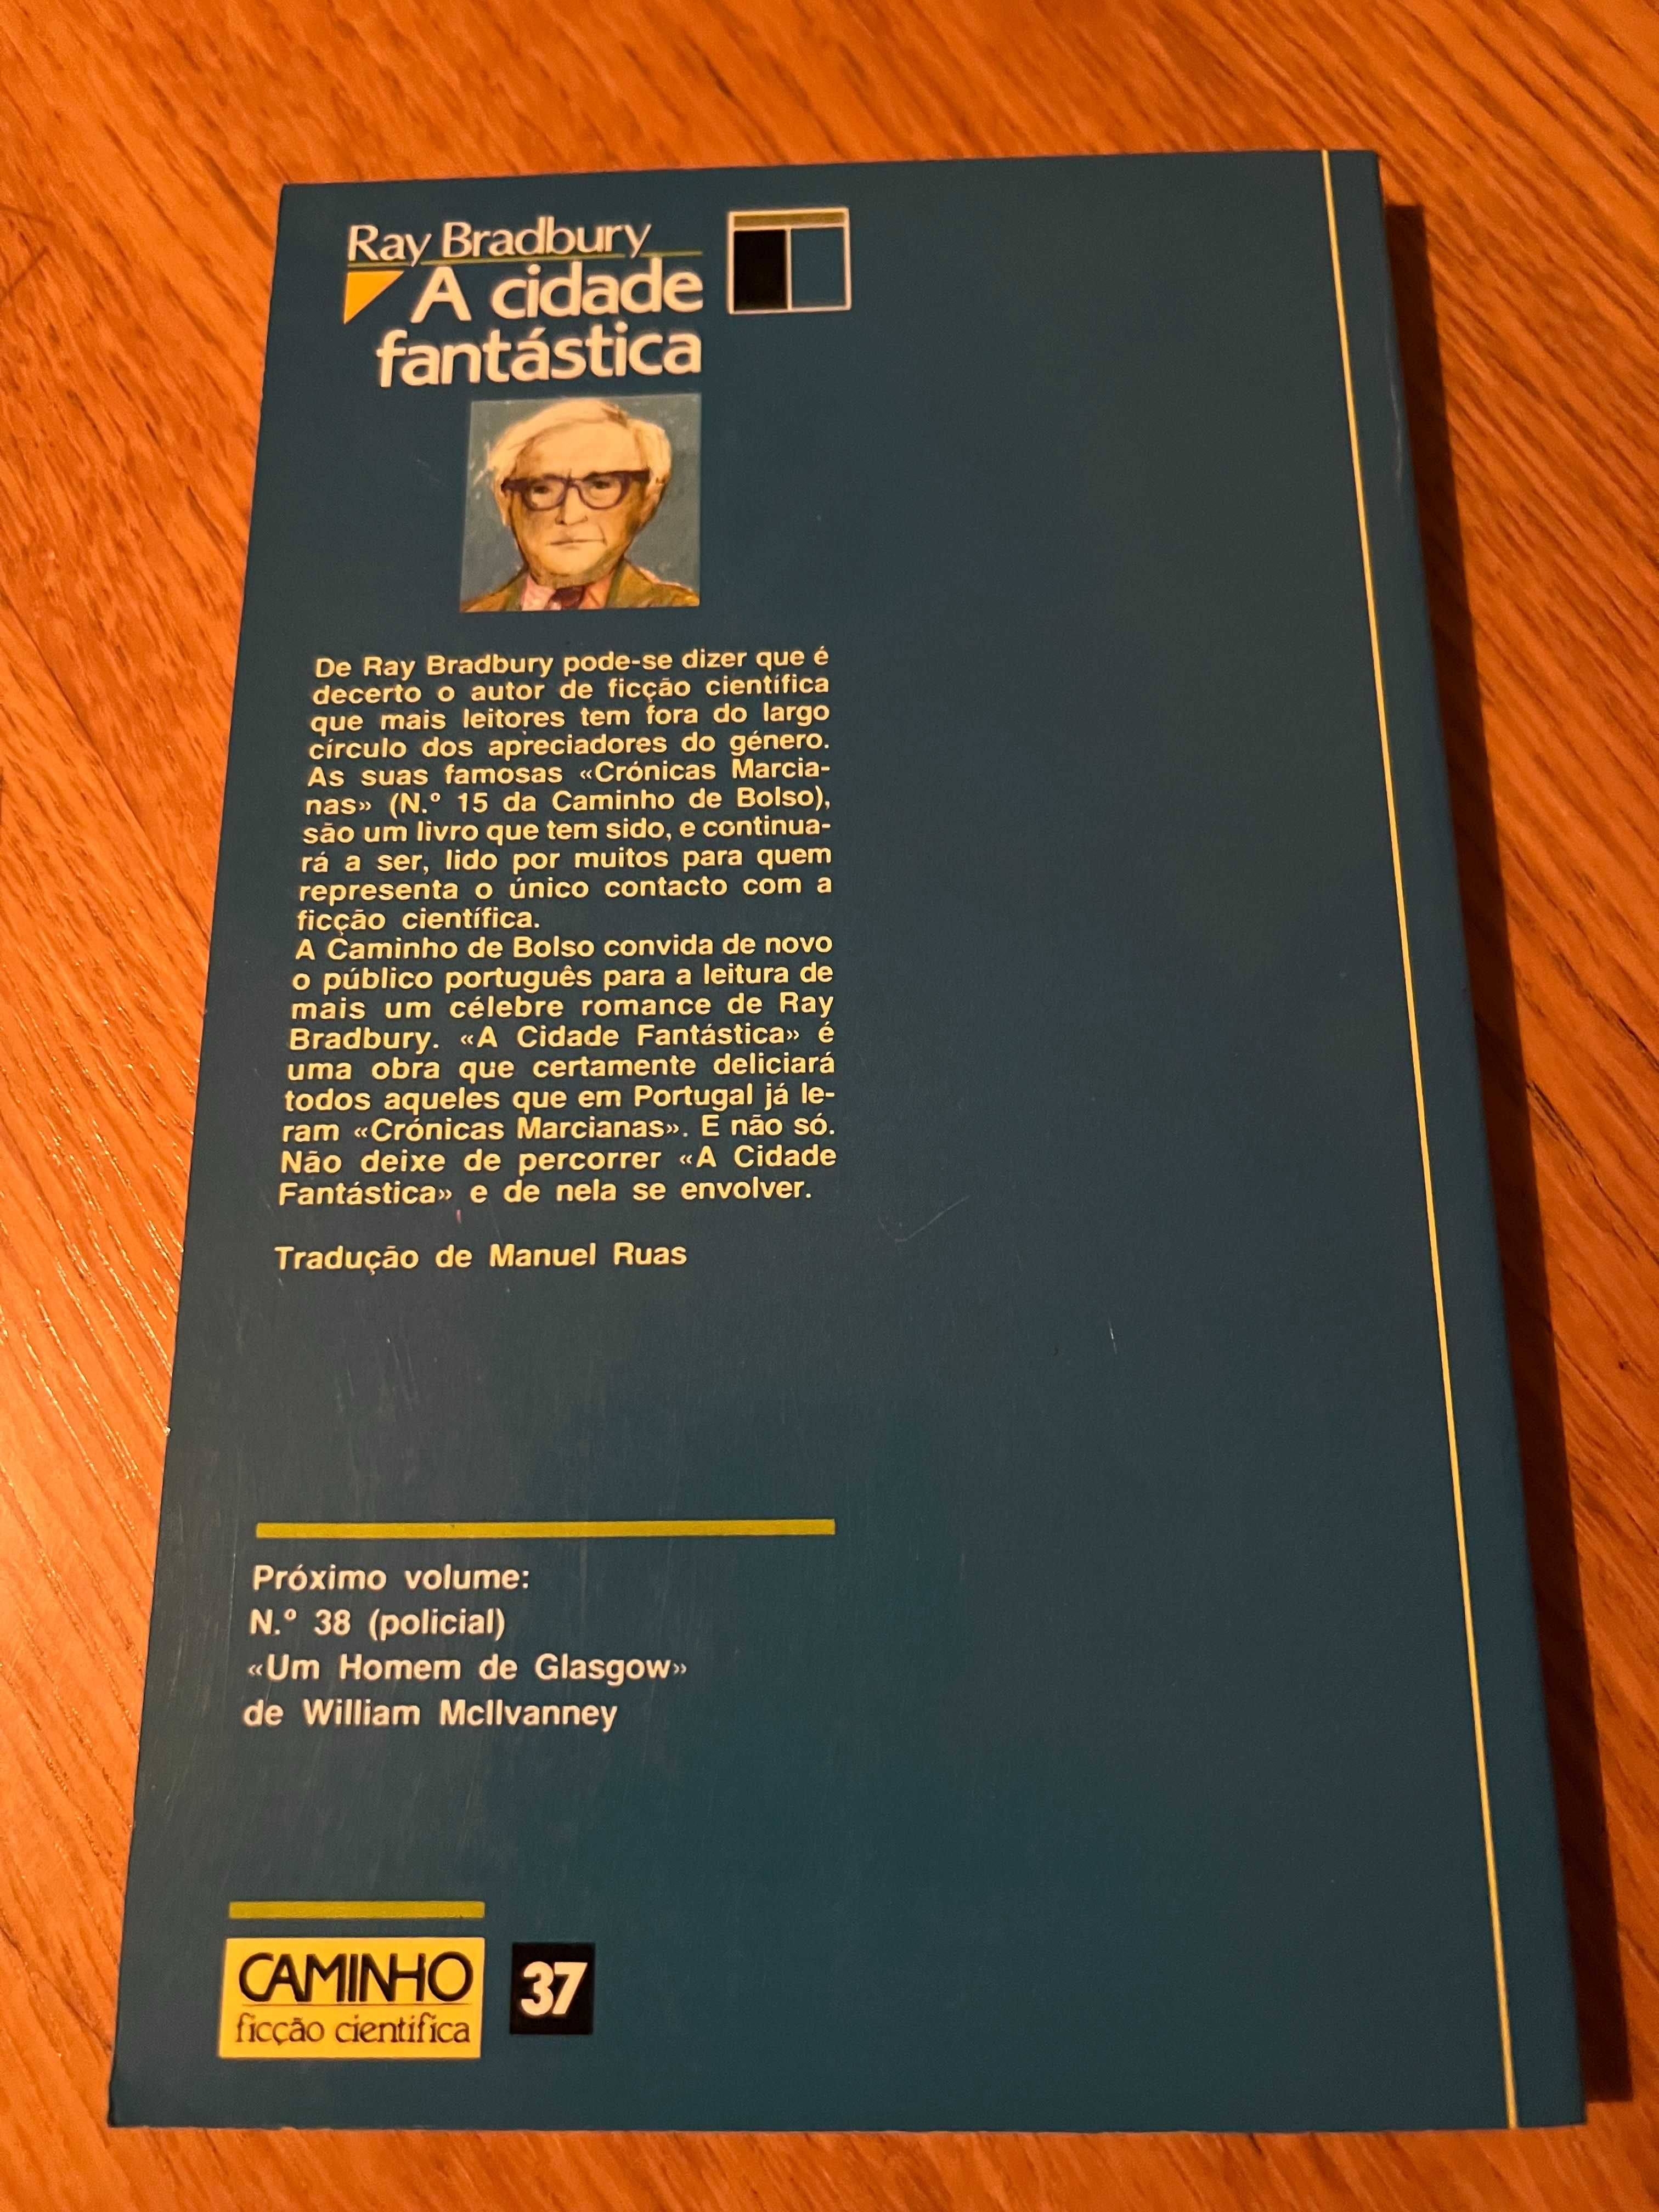 Ray Bradbury
A cidade
fantástica
De Ray Bradbury pode-se dizer que é
decerto o autor de ficção científica
que mais leitores tem fora do largo
círculo dos apreciadores do género.
As suas famosas «Crónicas Marcia-
nas» (N.º 15 da Caminho de Bolso),
são um livro que tem sido, e continua-
rá a ser, lido por muitos para quem
representa o único contacto com a
ficção científica.
A Caminho de Bolso convida de novo
o público português para a leitura de
mais um célebre romance de Ray
Bradbury. «A Cidade Fantástica» é
uma obra que certamente deliciará
todos aqueles que em Portugal já le-
ram «Crónicas Marcianas». E não só.
Não deixe de percorrer «A Cidade
Fantástica» e de nela se envolver.
Tradução de Manuel Ruas
Próximo volume:
N.º 38 (policial)
«Um Homem de Glasgow»
de William McIlvanney
CAMINHO
ficção científica
37